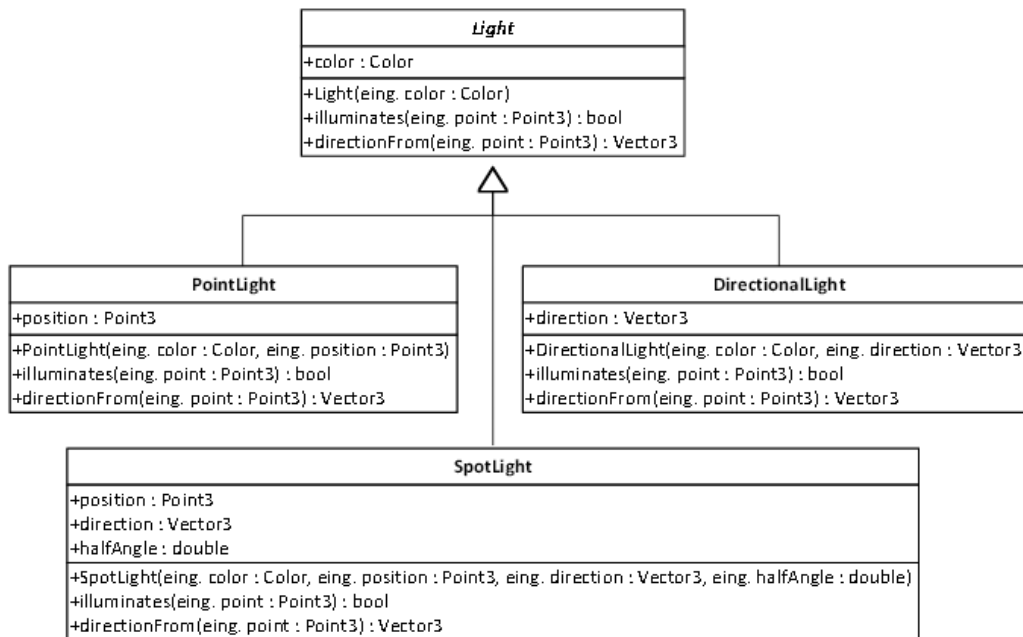 Light
+color : Color
+Light(eing. color : Color)
+illuminates(eing. point : Point3) : bool
+directionFrom(eing. point : Point3) : Vector3
PointLight
+position : Point3
+PointLight(eing. color : Color, eing. position : Point3)
+illuminates(eing. point : Point3) : bool
+directionFrom(eing. point : Point3) : Vector3
DirectionalLight
+direction : Vector3
+DirectionalLight(eing. color : Color, eing. direction : Vector3
+illuminates(eing. point : Point3) : bool
+directionFrom(eing. point : Point3) : Vector3
SpotLight
+position : Point3
+direction : Vector3
+halfAngle : double
+SpotLight(eing. color : Color, eing. position : Point3, eing. direction : Vector3, eing. halfAngle : double)
+illuminates(eing. point : Point3) : bool
+directionFrom(eing. point : Point3) : Vector3